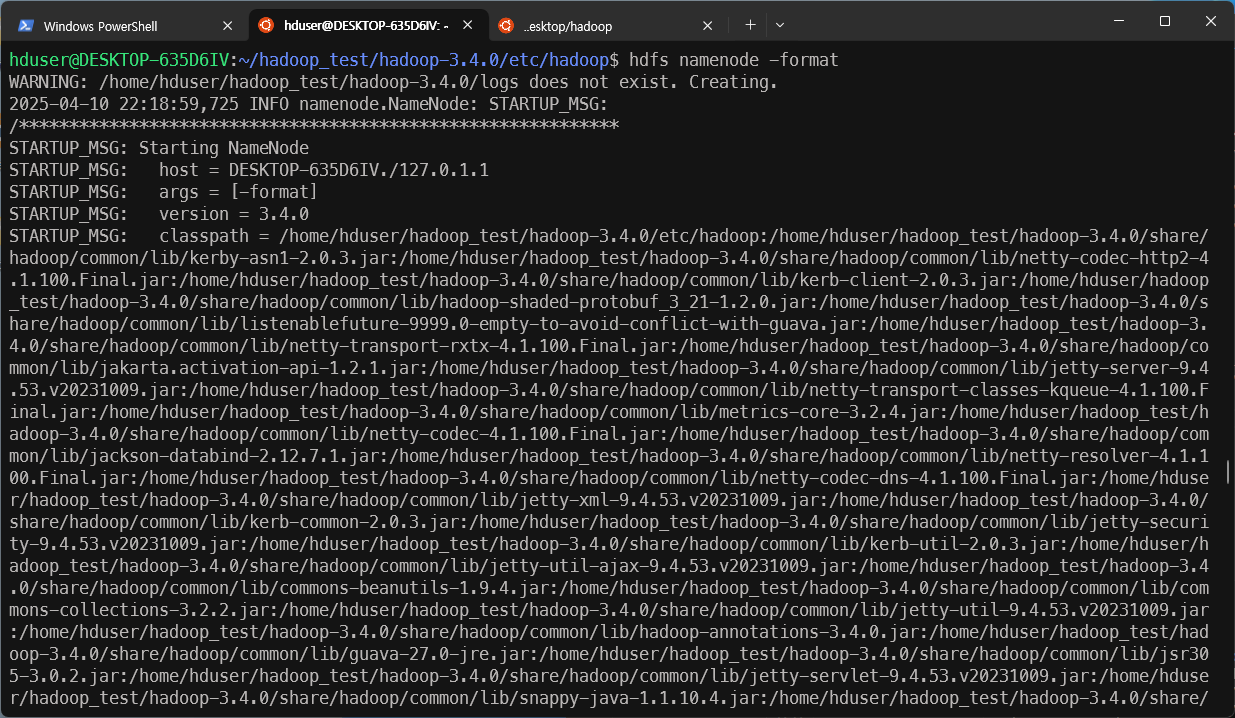 Windows PowerShell
hduser@DESKTOP-635D6IV: ~
..esktop/hadoop
hduser@DESKTOP-635D6IV:~/hadoop_test/hadoop-3.4.0/etc/hadoop$ hdfs namenode -format
WARNING: /home/hduser/hadoop_test/hadoop-3.4.0/logs does not exist. Creating.
2025-04-10 22:18:59,725 INFO namenode.NameNode: STARTUP_MSG:
/************************************************************
STARTUP_MSG: Starting NameNode
STARTUP_MSG:   host = DESKTOP-635D6IV./127.0.1.1
STARTUP_MSG:   args = [-format]
STARTUP_MSG:   version = 3.4.0
STARTUP_MSG:   classpath = /home/hduser/hadoop_test/hadoop-3.4.0/etc/hadoop:/home/hduser/hadoop_test/hadoop-3.4.0/share/
hadoop/common/lib/kerby-asn1-2.0.3.jar:/home/hduser/hadoop_test/hadoop-3.4.0/share/hadoop/common/lib/netty-codec-http2-4
.1.100.Final.jar:/home/hduser/hadoop_test/hadoop-3.4.0/share/hadoop/common/lib/kerb-client-2.0.3.jar:/home/hduser/hadoop
_test/hadoop-3.4.0/share/hadoop/common/lib/hadoop-shaded-protobuf_3_21-1.2.0.jar:/home/hduser/hadoop_test/hadoop-3.4.0/s
hare/hadoop/common/lib/listenablefuture-9999.0-empty-to-avoid-conflict-with-guava.jar:/home/hduser/hadoop_test/hadoop-3.
4.0/share/hadoop/common/lib/netty-transport-rxtx-4.1.100.Final.jar:/home/hduser/hadoop_test/hadoop-3.4.0/share/hadoop/co
mmon/lib/jakarta.activation-api-1.2.1.jar:/home/hduser/hadoop_test/hadoop-3.4.0/share/hadoop/common/lib/jetty-server-9.4
.53.v20231009.jar:/home/hduser/hadoop_test/hadoop-3.4.0/share/hadoop/common/lib/netty-transport-classes-kqueue-4.1.100.F
inal.jar:/home/hduser/hadoop_test/hadoop-3.4.0/share/hadoop/common/lib/metrics-core-3.2.4.jar:/home/hduser/hadoop_test/h
adoop-3.4.0/share/hadoop/common/lib/netty-codec-4.1.100.Final.jar:/home/hduser/hadoop_test/hadoop-3.4.0/share/hadoop/com
mon/lib/jackson-databind-2.12.7.1.jar:/home/hduser/hadoop_test/hadoop-3.4.0/share/hadoop/common/lib/netty-resolver-4.1.1
00.Final.jar:/home/hduser/hadoop_test/hadoop-3.4.0/share/hadoop/common/lib/netty-codec-dns-4.1.100.Final.jar:/home/hduse
r/hadoop_test/hadoop-3.4.0/share/hadoop/common/lib/jetty-xml-9.4.53.v20231009.jar:/home/hduser/hadoop_test/hadoop-3.4.0/
share/hadoop/common/lib/kerb-common-2.0.3.jar:/home/hduser/hadoop_test/hadoop-3.4.0/share/hadoop/common/lib/jetty-securi
ty-9.4.53.v20231009.jar:/home/hduser/hadoop_test/hadoop-3.4.0/share/hadoop/common/lib/kerb-util-2.0.3.jar:/home/hduser/h
adoop_test/hadoop-3.4.0/share/hadoop/common/lib/jetty-util-ajax-9.4.53.v20231009.jar:/home/hduser/hadoop_test/hadoop-3.4
.0/share/hadoop/common/lib/commons-beanutils-1.9.4.jar:/home/hduser/hadoop_test/hadoop-3.4.0/share/hadoop/common/lib/com
mons-collections-3.2.2.jar:/home/hduser/hadoop_test/hadoop-3.4.0/share/hadoop/common/lib/jetty-util-9.4.53.v20231009.jar
:/home/hduser/hadoop_test/hadoop-3.4.0/share/hadoop/common/lib/hadoop-annotations-3.4.0.jar:/home/hduser/hadoop_test/had
oop-3.4.0/share/hadoop/common/lib/guava-27.0-jre.jar:/home/hduser/hadoop_test/hadoop-3.4.0/share/hadoop/common/lib/jsr30
5-3.0.2.jar:/home/hduser/hadoop_test/hadoop-3.4.0/share/hadoop/common/lib/jetty-servlet-9.4.53.v20231009.jar:/home/hduse
r/hadoop_test/hadoop-3.4.0/share/hadoop/common/lib/snappy-java-1.1.10.4.jar:/home/hduser/hadoop_test/hadoop-3.4.0/share/